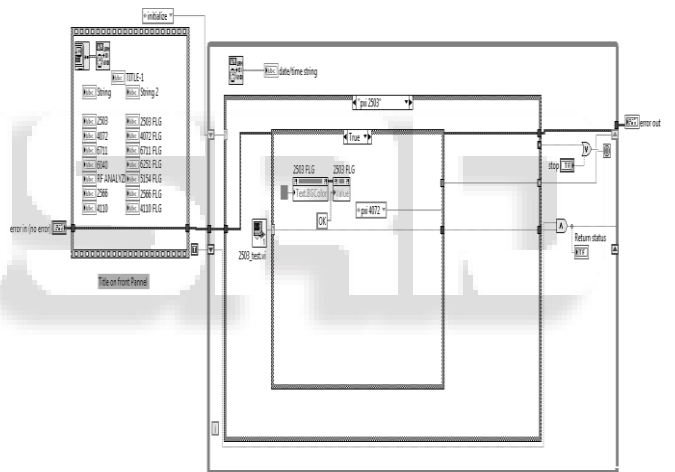 initialize
date/time string
TITLE-1
String String 2
"pxi 2503"
error out
2503 2503 FLG
4072 4072 FLG
6711 6711 FLG
6040 6251 FLG
RF ANALYZ 5154 FLG
2566 2566 FLG
4110 4110 FLG
True
stop
2503 FLG 2503 FLG
Text.BGColor Value
pxi 4072
OK
error in (no error)
2503_test.vi
Return status
Title on front Pannel
i